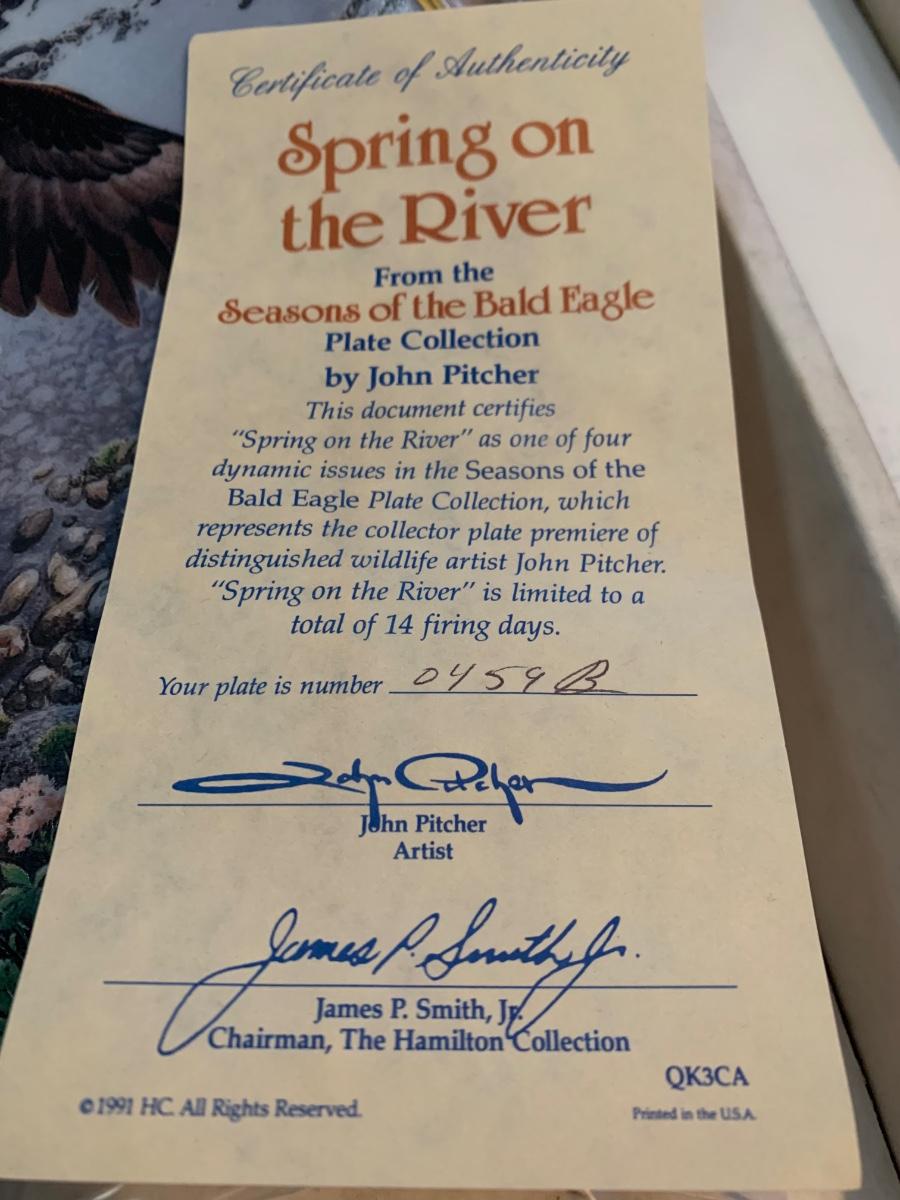 Certificate of Authenticity
Spring on
the River
From the
Seasons of the Bald Eagle
Plate Collection
by John Pitcher
This document certifies
"Spring on the River" as one of four
dynamic issues in the Seasons of the
Bald Eagle Plate Collection, which
represents the collector plate premiere of
distinguished wildlife artist John Pitcher.
"Spring on the River" is limited to a
total of 14 firing days.
Your plate is number 0459B
John Pitcher
John Pitcher
Artist
James P. Smith, Jr.
James P. Smith, Jr.
Chairman, The Hamilton Collection
QK3CA
©1991 HC. All Rights Reserved.
Printed in the U.S.A.